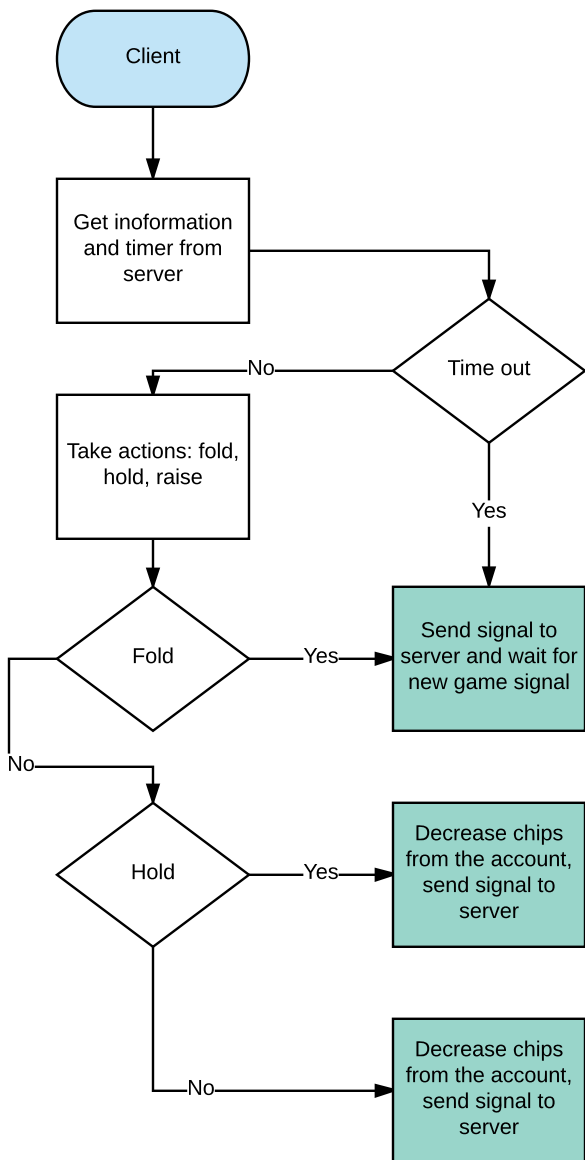 Client
Get inoformation
and timer from
server
Time out
No
Take actions: fold,
hold, raise
Yes
Fold
Yes
Send signal to
server and wait for
new game signal
No
Hold
Yes
Decrease chips
from the account,
send signal to
server
No
Decrease chips
from the account,
send signal to
server